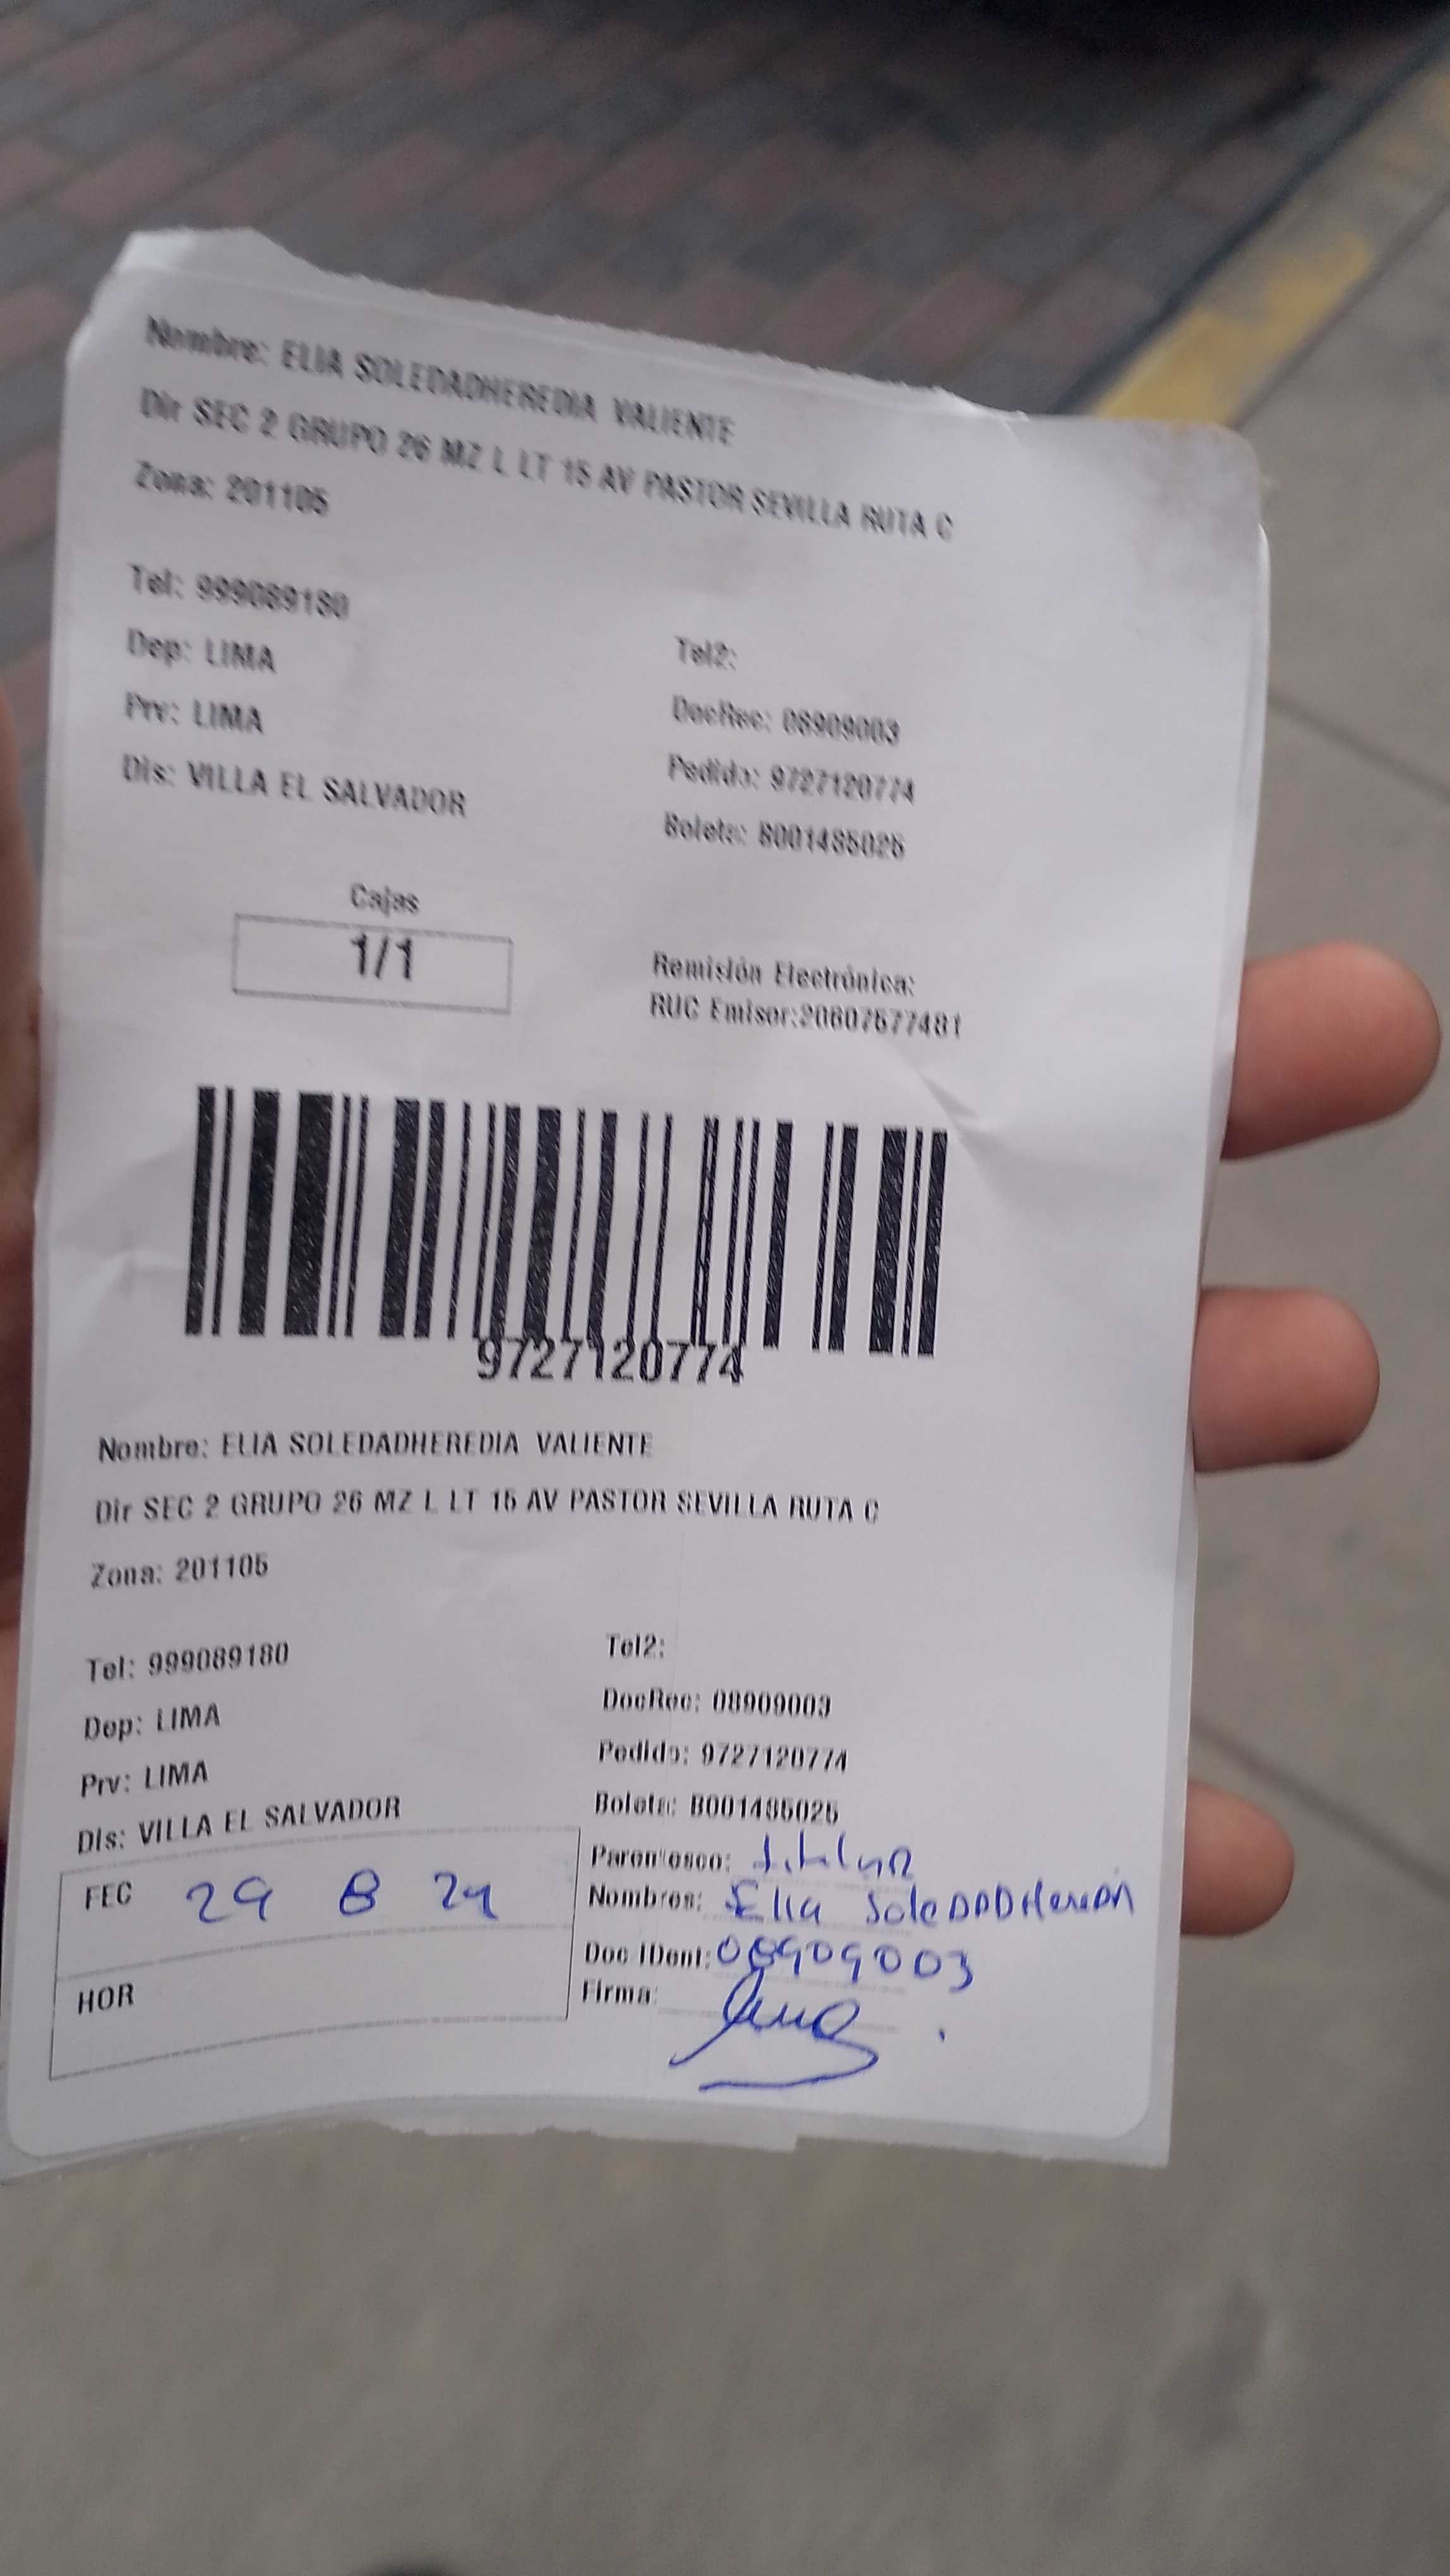 Nombre: ELIA SOLEDADHEREDIA VALIENTE
Dir SEC 2 GRUPO 26 MZ L LT 15 AV PASTOR SEVILLA RUTA C
Zona: 201105
Tel: 999089180
Tel2:
Dep: LIMA
DocRec: 08909003
Prv: LIMA
Pedido: 9727120774
Dis: VILLA EL SALVADOR
Boleta: B001485025
Cajas
1/1
Remisión Electrónica:
RUC Emisor:20607577481
9727120774
Nombre: ELIA SOLEDADHEREDIA VALIENTE
Dir SEC 2 GRUPO 26 MZ L LT 15 AV PASTOR SEVILLA RUTA C
Zona: 201105
Tel: 999089180
Tel2:
Dep: LIMA
DocRec: 08909003
Prv: LIMA
Pedido: 9727120774
Dis: VILLA EL SALVADOR
Boleta: B001485025
Parentesco: titular
FEC 29 8 24
Nombres: Elia Soledad Heredia
Doc IDent: 08909003
HOR
Firma: